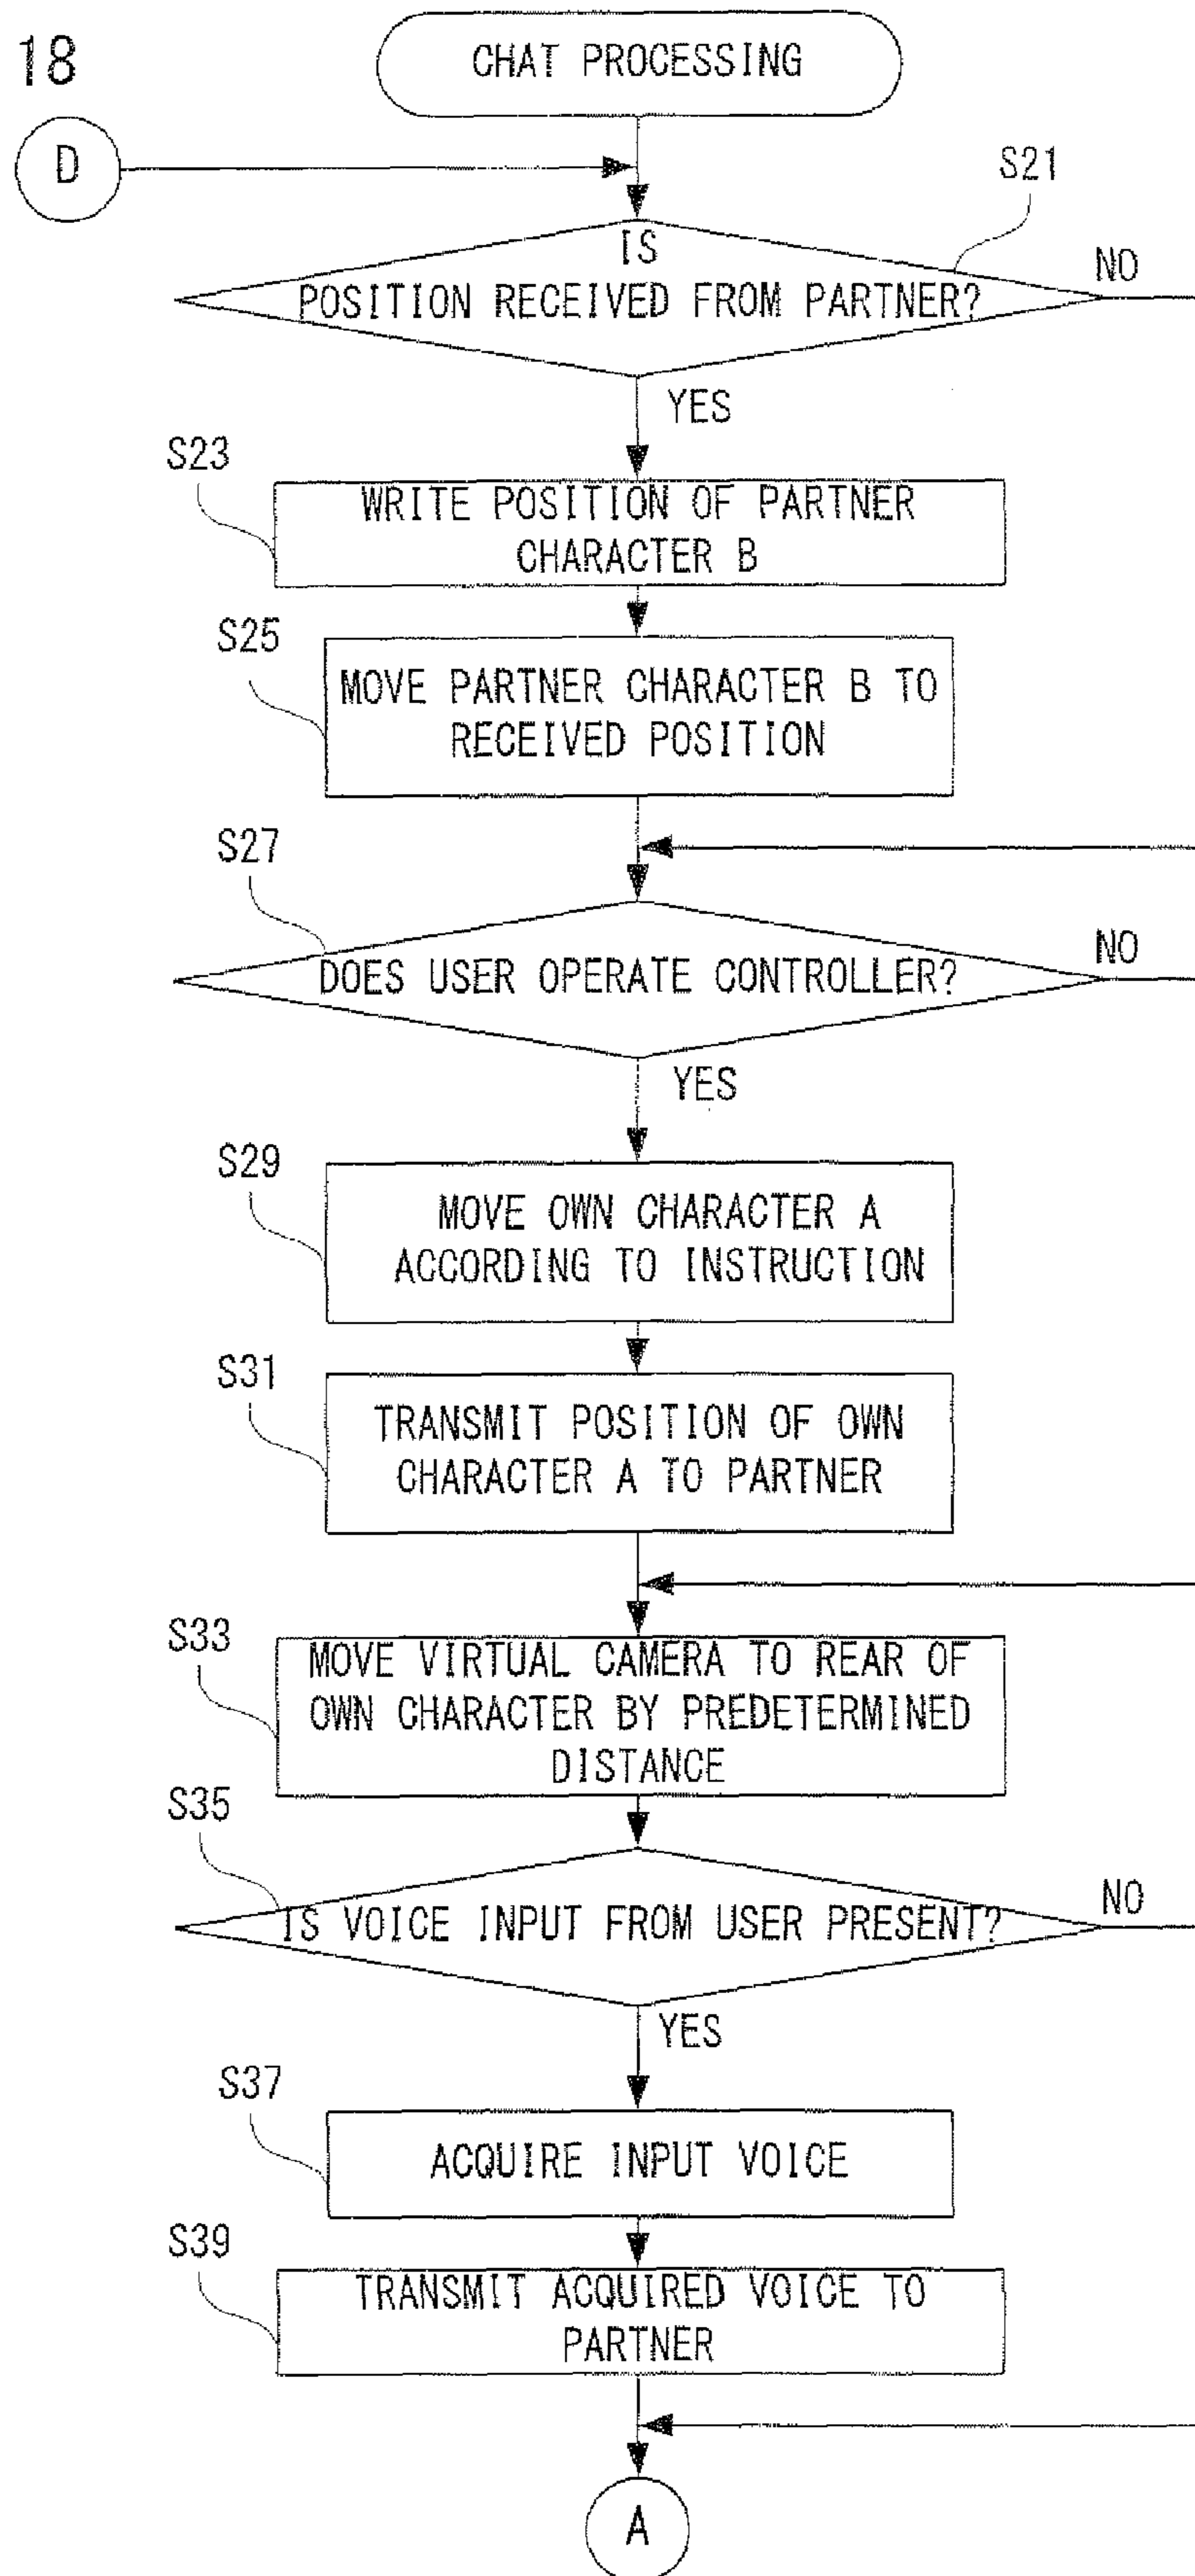 18
CHAT PROCESSING
D
S21
IS
POSITION RECEIVED FROM PARTNER?
NO
YES
S23
WRITE POSITION OF PARTNER
CHARACTER B
S25
MOVE PARTNER CHARACTER B TO
RECEIVED POSITION
S27
DOES USER OPERATE CONTROLLER?
NO
YES
S29
MOVE OWN CHARACTER A
ACCORDING TO INSTRUCTION
S31
TRANSMIT POSITION OF OWN
CHARACTER A TO PARTNER
S33
MOVE VIRTUAL CAMERA TO REAR OF
OWN CHARACTER BY PREDETERMINED
DISTANCE
S35
IS VOICE INPUT FROM USER PRESENT?
NO
YES
S37
ACQUIRE INPUT VOICE
S39
TRANSMIT ACQUIRED VOICE TO
PARTNER
A